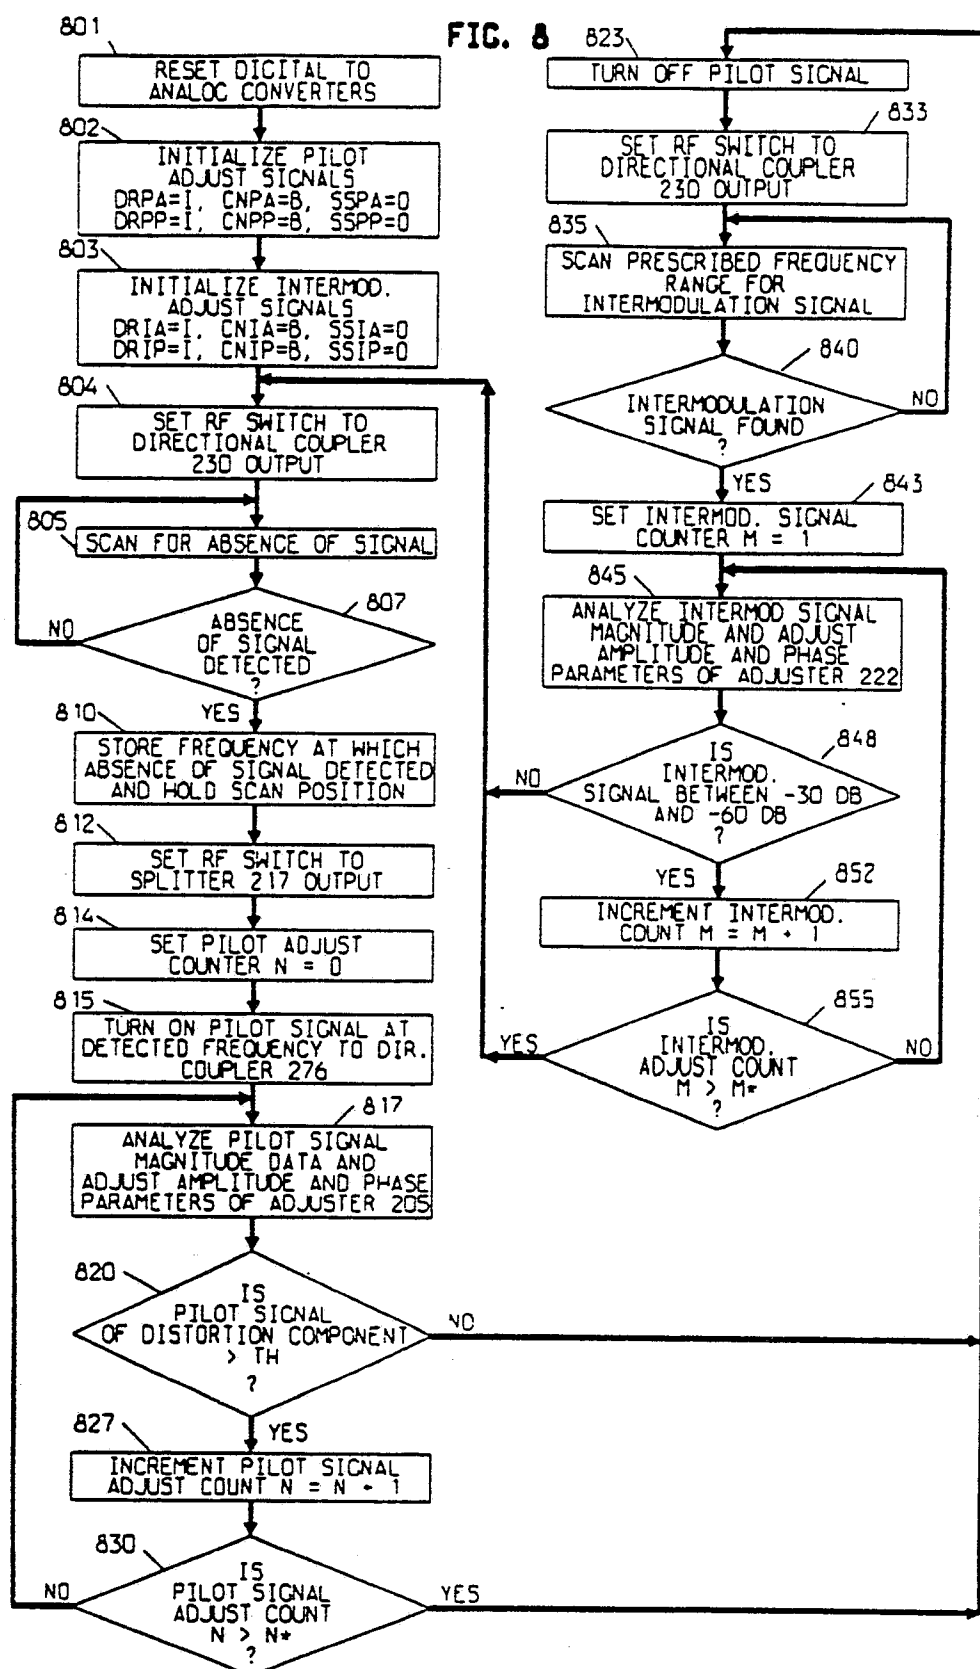 FIG. 8
801
RESET DIGITAL TO
ANALOG CONVERTERS
802
INITIALIZE PILOT
ADJUST SIGNALS
DRPA=I, CNPA=B, SSPA=0
DRPP=I, CNPP=B, SSPP=0
803
INITIALIZE INTERMOD.
ADJUST SIGNALS
DRIA=I, CNIA=B, SSIA=0
DRIP=I, CNIP=B, SSIP=0
804
SET RF SWITCH TO
DIRECTIONAL COUPLER
230 OUTPUT
805
SCAN FOR ABSENCE OF SIGNAL
807
ABSENCE
OF SIGNAL
DETECTED
?
NO
YES
810
STORE FREQUENCY AT WHICH
ABSENCE OF SIGNAL DETECTED
AND HOLD SCAN POSITION
812
SET RF SWITCH TO
SPLITTER 217 OUTPUT
814
SET PILOT ADJUST
COUNTER N = 0
815
TURN ON PILOT SIGNAL AT
DETECTED FREQUENCY TO DIR.
COUPLER 276
817
ANALYZE PILOT SIGNAL
MAGNITUDE DATA AND
ADJUST AMPLITUDE AND PHASE
PARAMETERS OF ADJUSTER 205
820
IS
PILOT SIGNAL
OF DISTORTION COMPONENT
> TH
?
NO
YES
827
INCREMENT PILOT SIGNAL
ADJUST COUNT N = N + 1
830
IS
PILOT SIGNAL
ADJUST COUNT
N > N*
?
NO
YES
823
TURN OFF PILOT SIGNAL
833
SET RF SWITCH TO
DIRECTIONAL COUPLER
230 OUTPUT
835
SCAN PRESCRIBED FREQUENCY
RANGE FOR
INTERMODULATION SIGNAL
840
INTERMODULATION
SIGNAL FOUND
?
NO
YES
843
SET INTERMOD. SIGNAL
COUNTER M = 1
845
ANALYZE INTERMOD SIGNAL
MAGNITUDE AND ADJUST
AMPLITUDE AND PHASE
PARAMETERS OF ADJUSTER 222
848
IS
INTERMOD.
SIGNAL BETWEEN -30 DB
AND -60 DB
?
NO
YES
852
INCREMENT INTERMOD.
COUNT M = M + 1
855
IS
INTERMOD.
ADJUST COUNT
M > M*
?
YES
NO